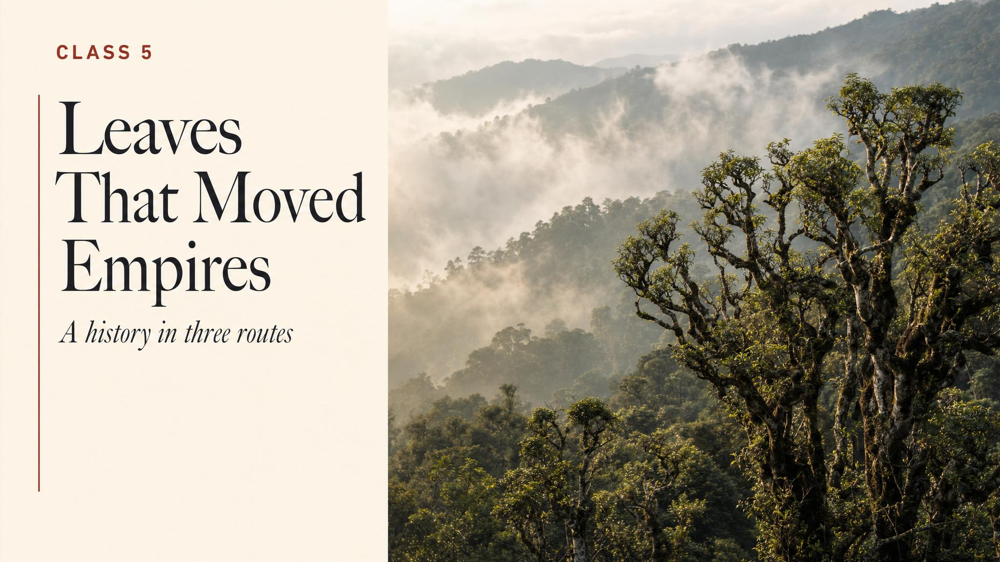 CLASS 5
Leaves
That Moved
Empires
A history in three routes